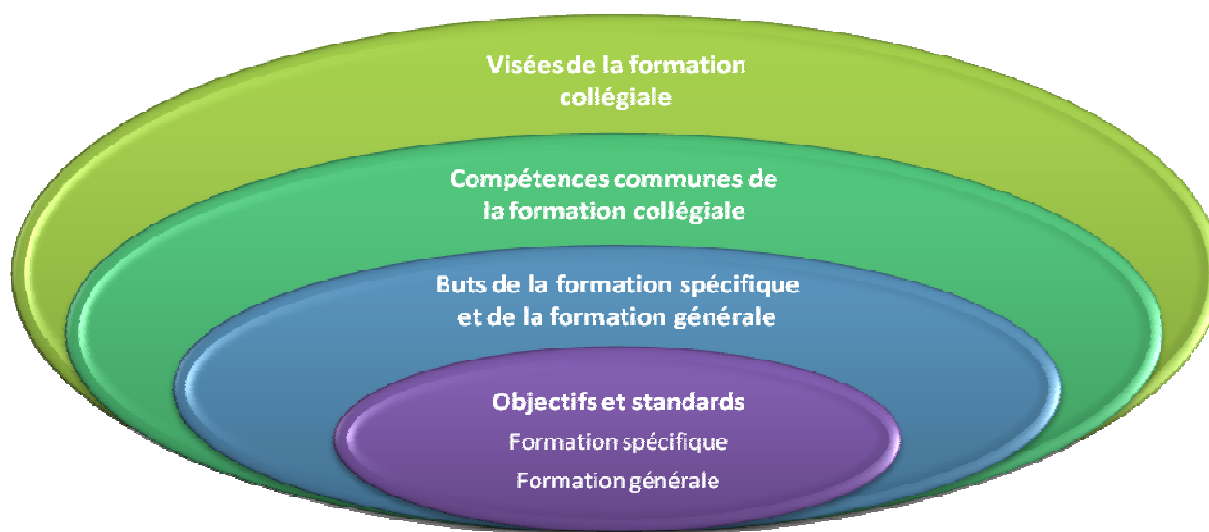 Visées de la formation
collégiale
Compétences communes de
la formation collégiale
Buts de la formation spécifique
et de la formation générale
Objectifs et standards
Formation spécifique
Formation générale